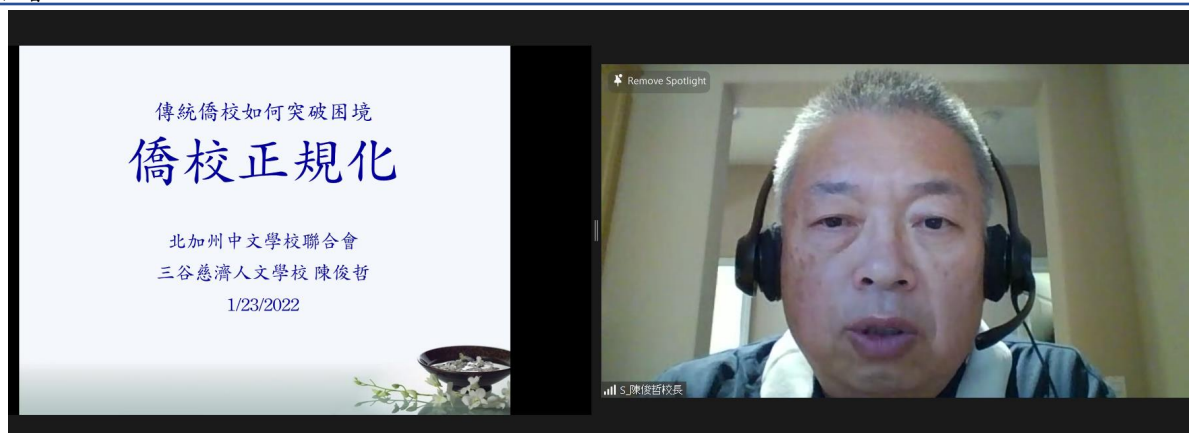 傳統僑校如何突破困境
僑校正規化
北加州中文學校聯合會
三谷慈濟人文學校 陳俊哲
1/23/2022
Remove Spotlight
S_陳俊哲校長